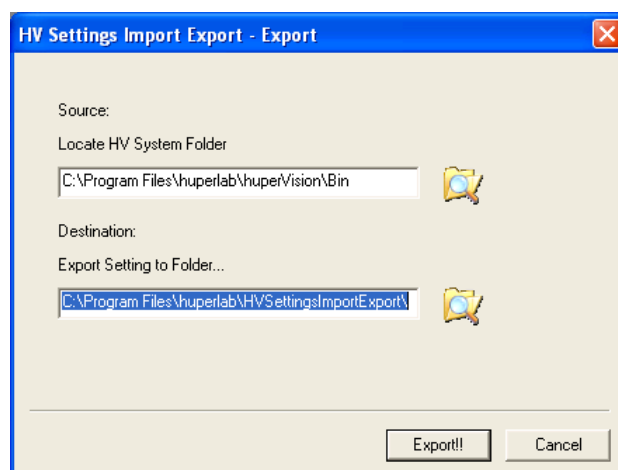 HV Settings Import Export - Export
Source:
Locate HV System Folder
C:\Program Files\huperlab\huperVision\Bin
Destination:
Export Setting to Folder...
C:\Program Files\huperlab\HVSettingsImportExport\
Export!!
Cancel